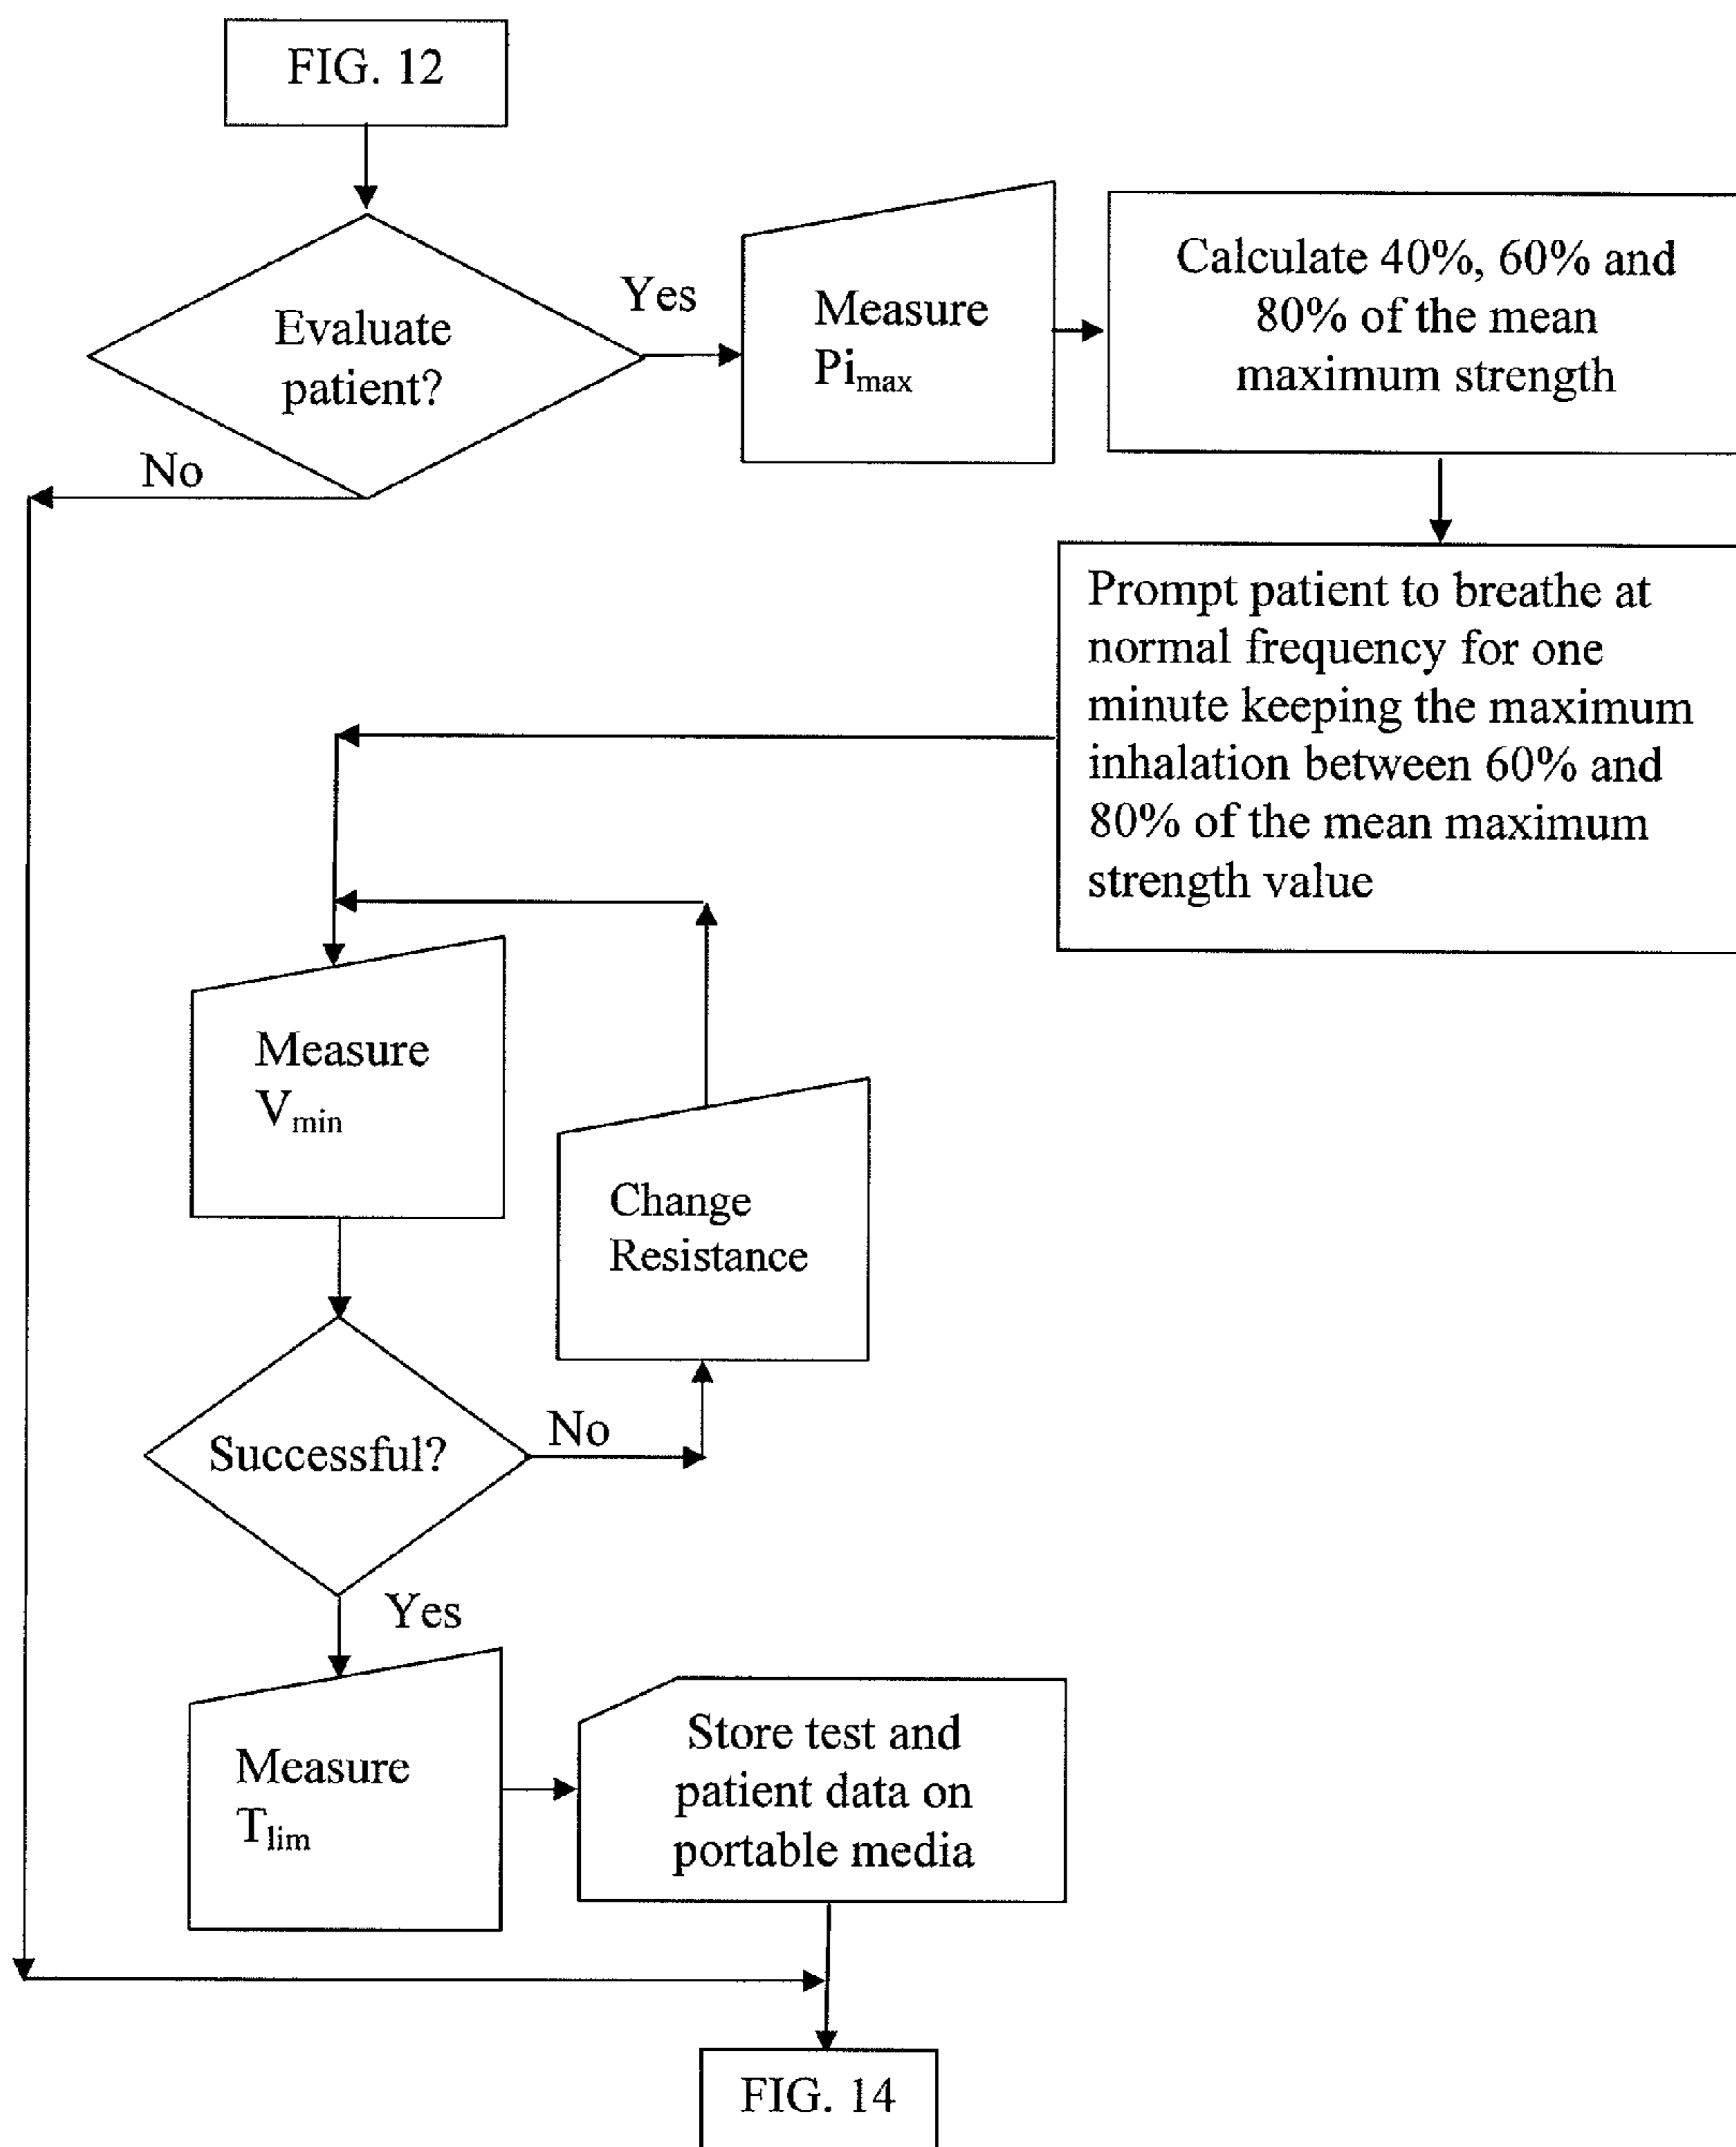 FIG. 12
Evaluate
patient?
Yes
No
Measure
Pimax
Calculate 40%, 60% and
80% of the mean
maximum strength
Prompt patient to breathe at
normal frequency for one
minute keeping the maximum
inhalation between 60% and
80% of the mean maximum
strength value
Measure
Vmin
Change
Resistance
Successful?
No
Yes
Measure
Tlim
Store test and
patient data on
portable media
FIG. 14